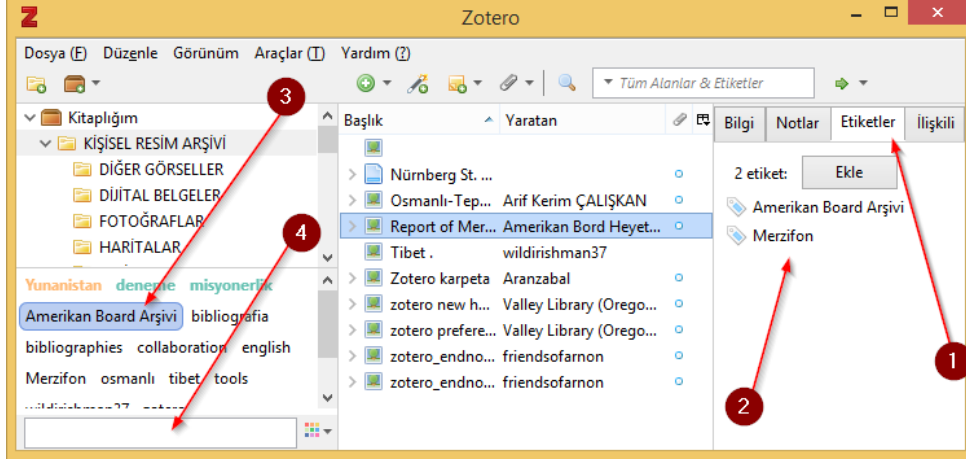 Z
Zotero
Dosya (F) Düzenle Görünüm Araçlar (T) Yardım (?)
Tüm Alanlar & Etiketler
3
Kitaplığım
KİŞİSEL RESİM ARŞİVİ
DİĞER GÖRSELLER
DİJİTAL BELGELER
FOTOĞRAFLAR
HARİTALAR
4
Yunanistan deneme misyonerlik
Amerikan Board Arşivi bibliografia
bibliographies collaboration english
Merzifon osmanlı tibet tools
Başlık Yaratan
Nürnberg St. ...
Osmanlı-Tep... Arif Kerim ÇALIŞKAN
Report of Mer... Amerikan Bord Heyet...
Tibet . wildirishman37
Zotero karpeta Aranzabal
zotero new h... Valley Library (Orego...
zotero prefere... Valley Library (Orego...
zotero_endno... friendsofarnon
zotero_endno... friendsofarnon
Bilgi Notlar Etiketler İlişkili
2 etiket: Ekle
Amerikan Board Arşivi
Merzifon
1
2